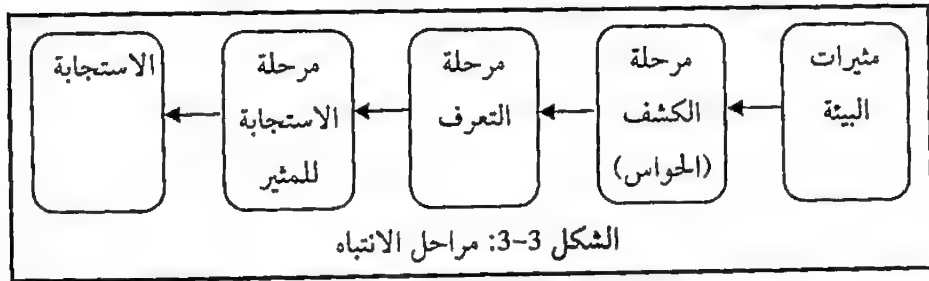 مثيرات
البيئة
مرحلة
الكشف
(الحواس)
مرحلة
التعرف
مرحلة
الاستجابة
للمثير
الاستجابة
الشكل 3-3: مراحل الانتباه